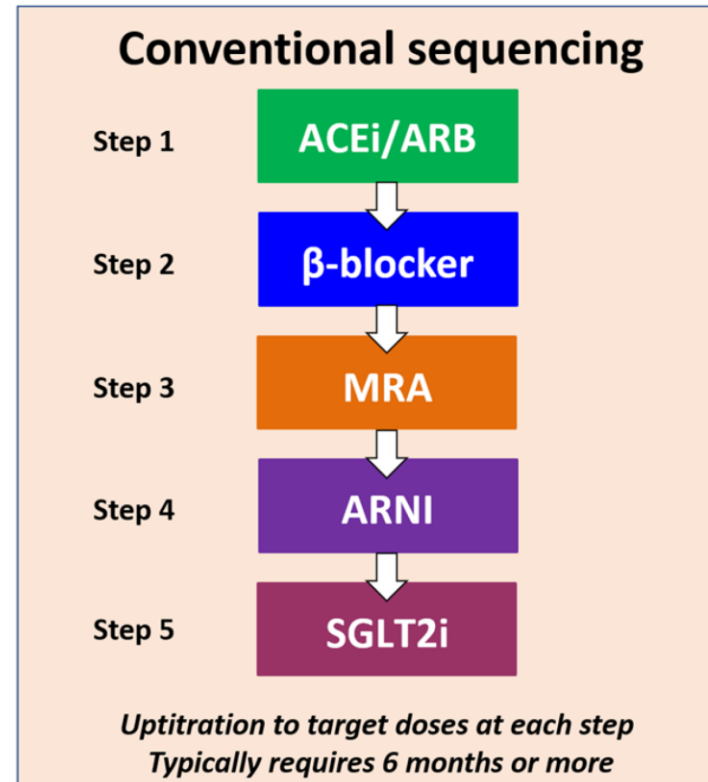 Conventional sequencing
Step 1 ACEi/ARB
Step 2 β-blocker
Step 3 MRA
Step 4 ARNI
Step 5 SGLT2i
Uptitration to target doses at each step
Typically requires 6 months or more